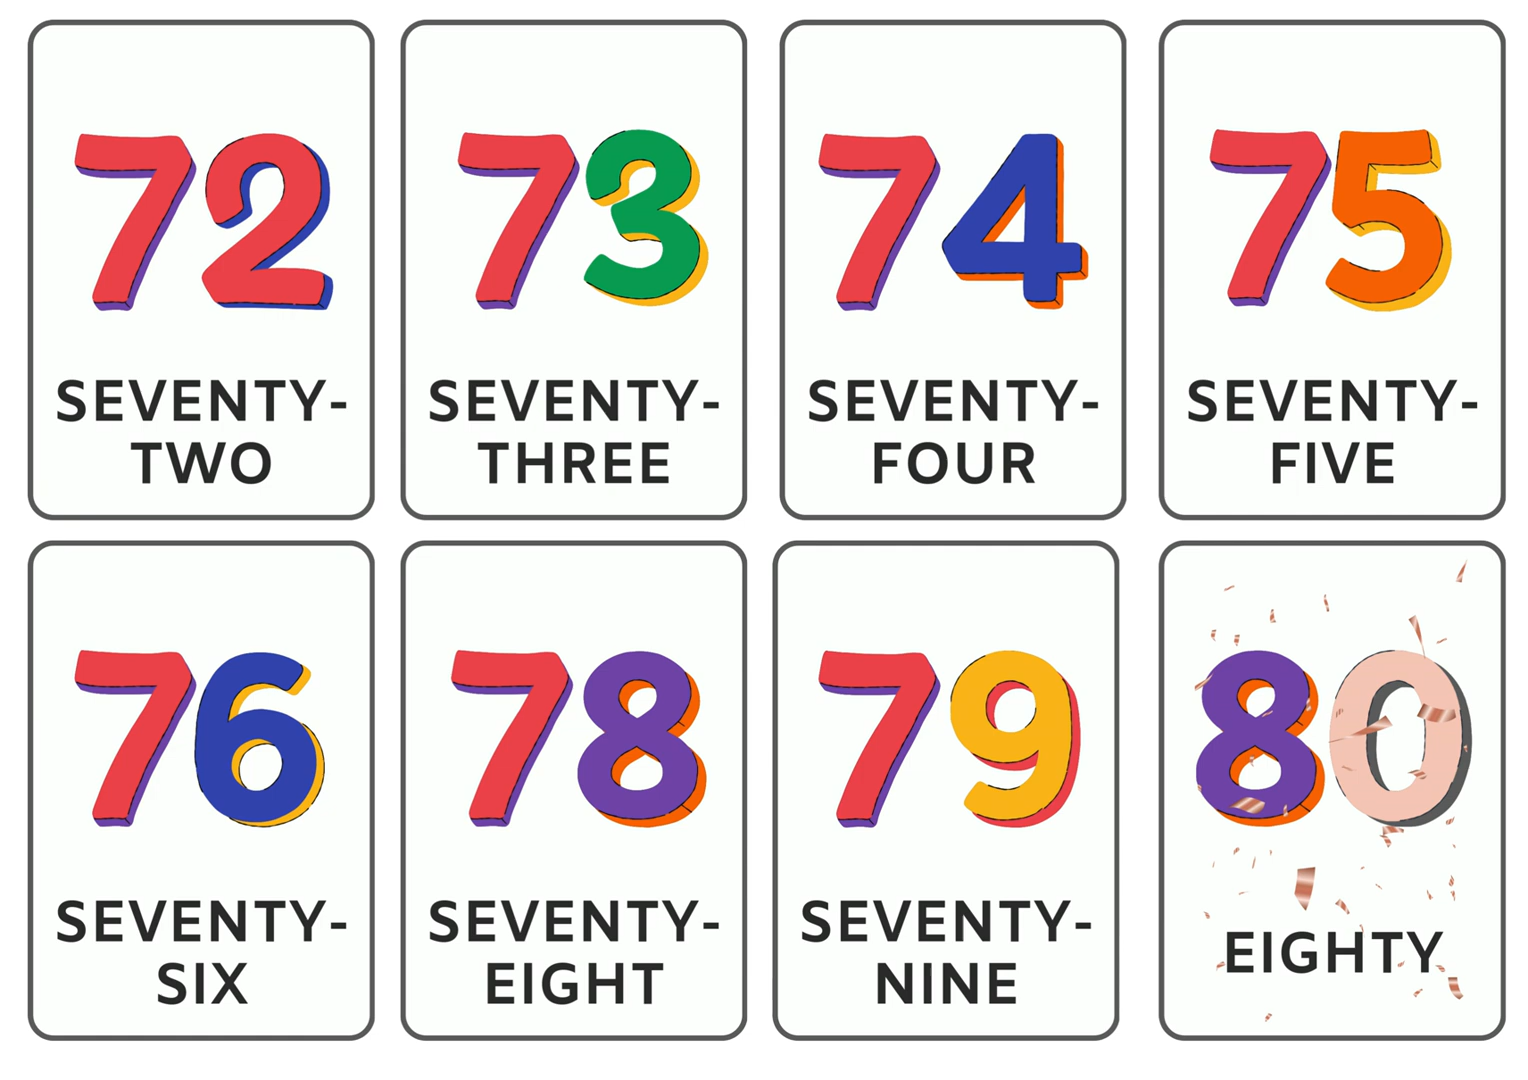 72
SEVENTY-
TWO
73
SEVENTY-
THREE
74
SEVENTY-
FOUR
75
SEVENTY-
FIVE
76
SEVENTY-
SIX
78
SEVENTY-
EIGHT
79
SEVENTY-
NINE
80
EIGHTY